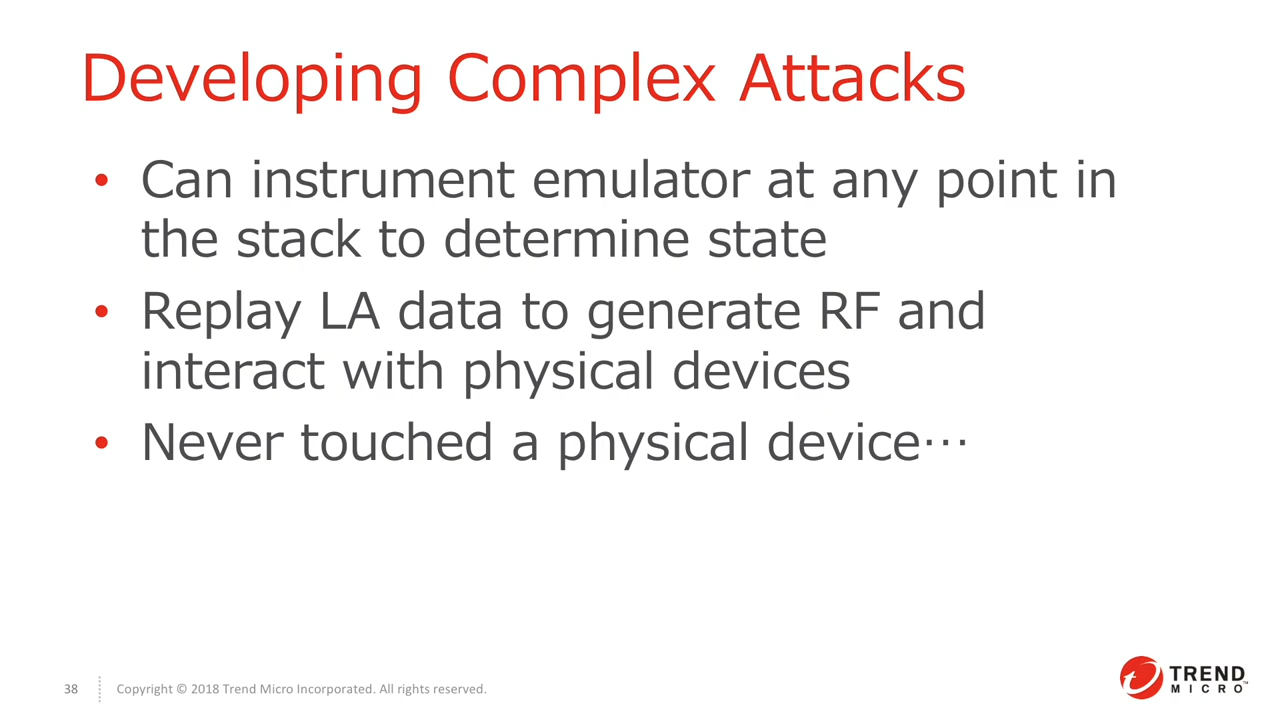 Developing Complex Attacks
• Can instrument emulator at any point in
the stack to determine state
• Replay LA data to generate RF and
interact with physical devices
• Never touched a physical device…
38
Copyright © 2018 Trend Micro Incorporated. All rights reserved.
TREND
MICRO™